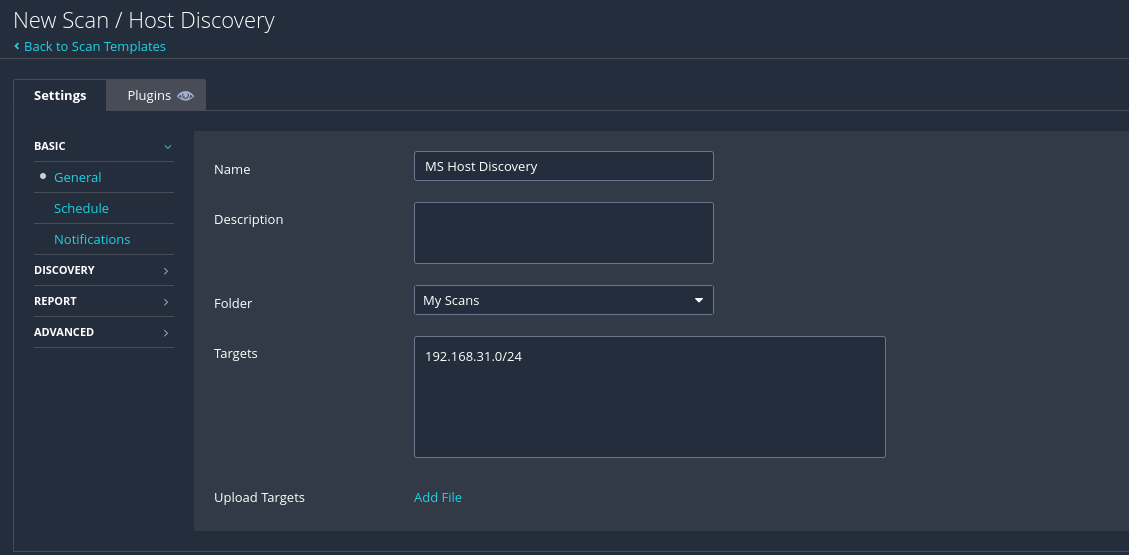 New Scan / Host Discovery
‹ Back to Scan Templates
Settings
Plugins
BASIC
General
Schedule
Notifications
DISCOVERY
REPORT
ADVANCED
Name
MS Host Discovery
Description
Folder
My Scans
Targets
192.168.31.0/24
Upload Targets
Add File